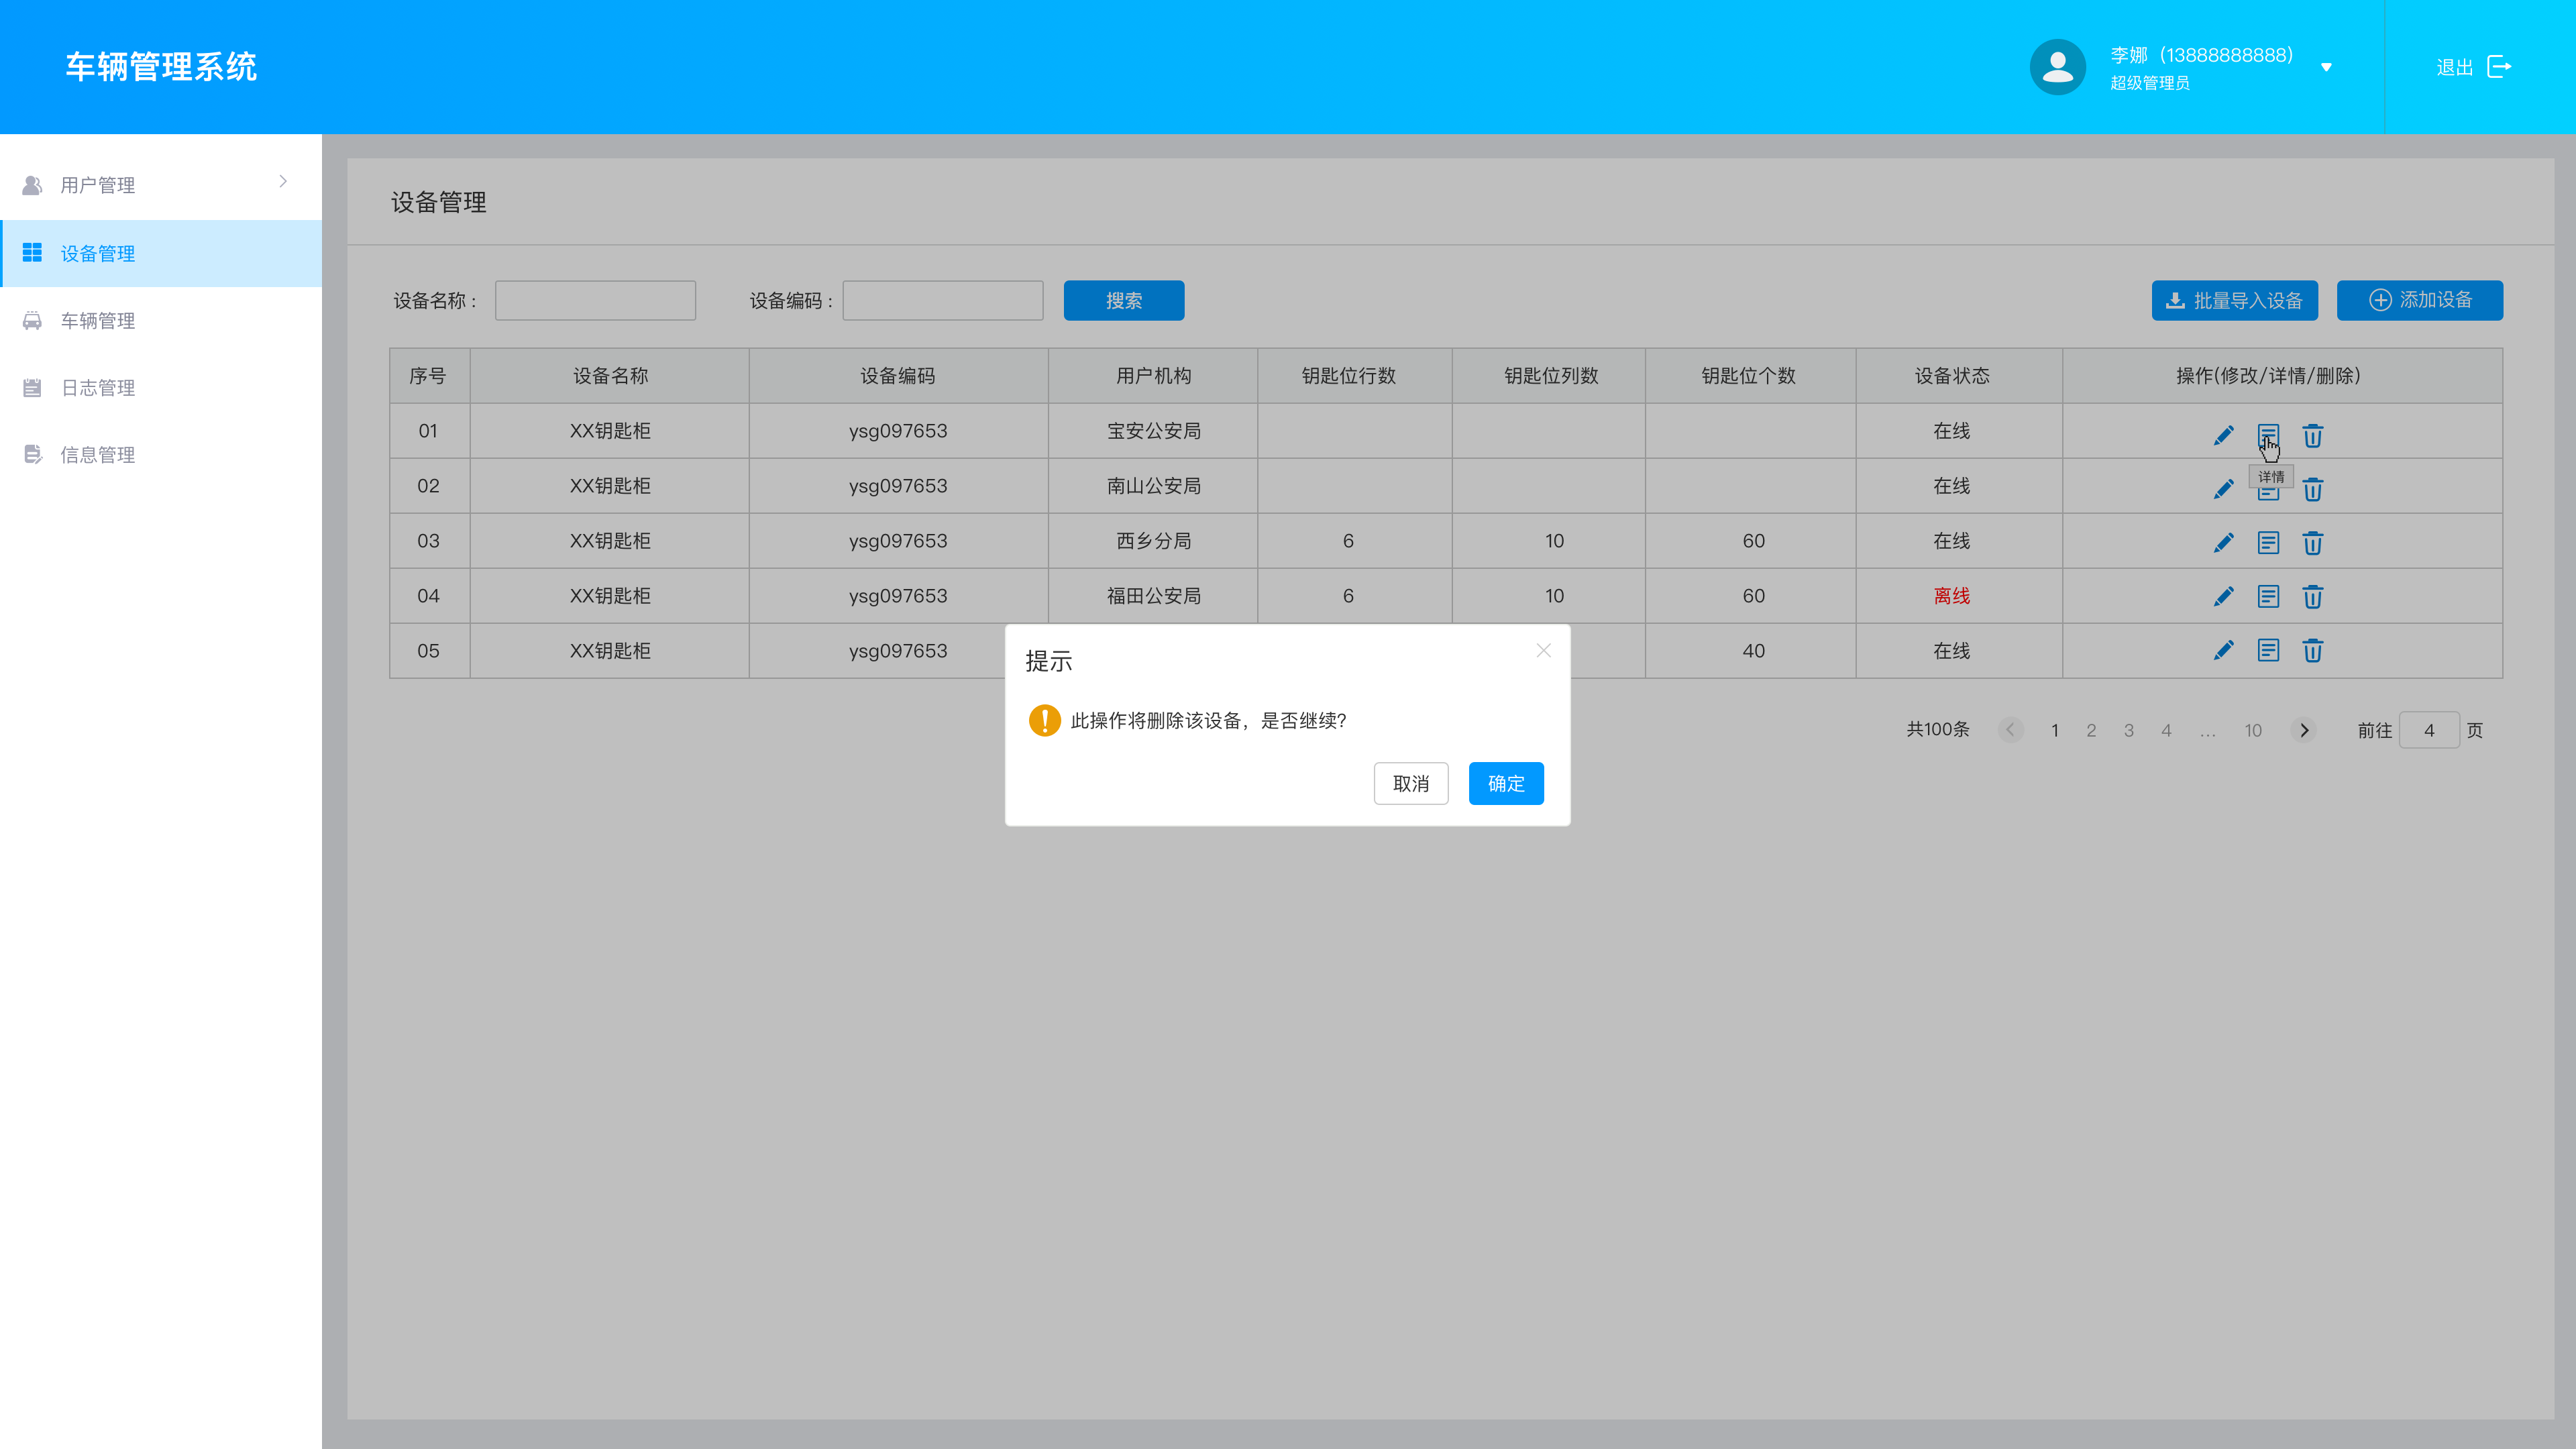 车辆管理系统
李娜（13888888888）
超级管理员
退出
用户管理
设备管理
车辆管理
日志管理
信息管理
设备管理
设备名称： 设备编码： 搜索 批量导入设备 添加设备
序号 设备名称 设备编码 用户机构 钥匙位行数 钥匙位列数 钥匙位个数 设备状态 操作(修改/详情/删除)
01 XX钥匙柜 ysg097653 宝安公安局 在线
详情
02 XX钥匙柜 ysg097653 南山公安局 在线
03 XX钥匙柜 ysg097653 西乡分局 6 10 60 在线
04 XX钥匙柜 ysg097653 福田公安局 6 10 60 离线
05 XX钥匙柜 ysg097653 40 在线
提示
此操作将删除该设备，是否继续？
取消 确定
共100条 1 2 3 4 ... 10 前往 4 页